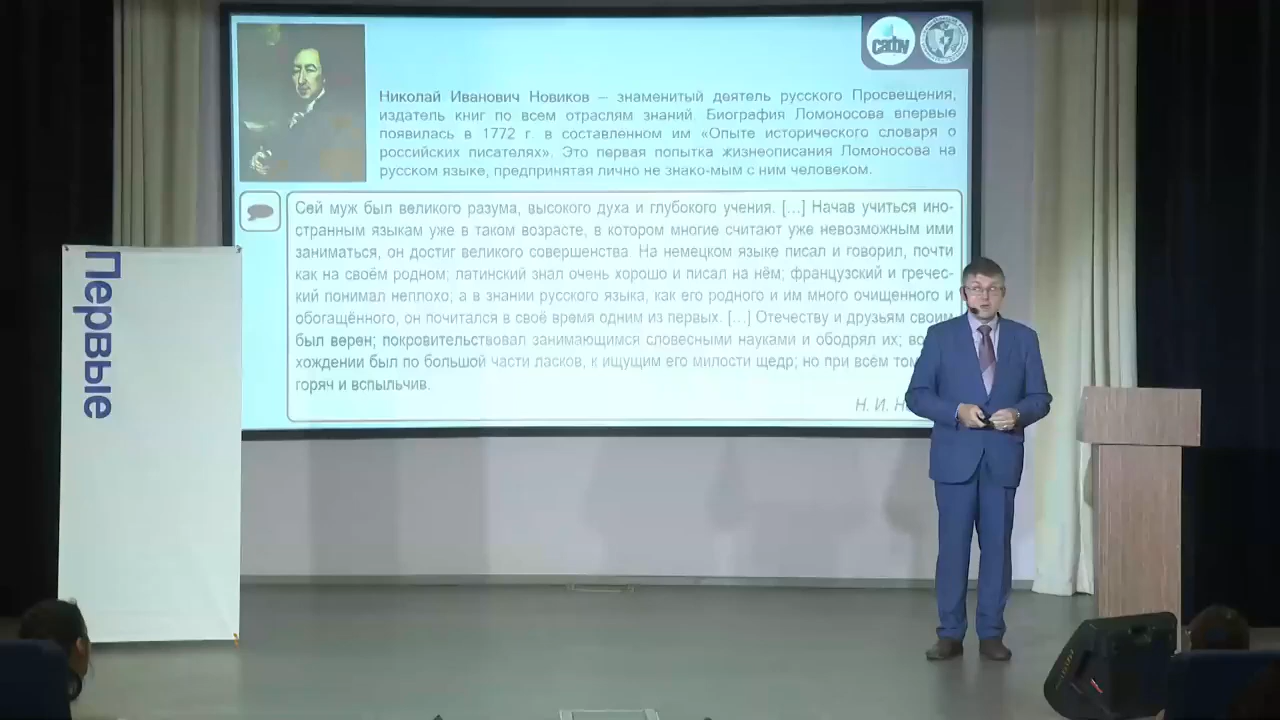 Первые
сафу
Николай Иванович Новиков – знаменитый деятель русского Просвещения,
издатель книг по всем отраслям знаний. Биография Ломоносова впервые
появилась в 1772 г. в составленном им «Опыте исторического словаря о
российских писателях». Это первая попытка жизнеописания Ломоносова на
русском языке, предпринятая лично не знако-мым с ним человеком.
Сей муж был великого разума, высокого духа и глубокого учения. [...] Начав учиться ино-
странным языкам уже в таком возрасте, в котором многие считают уже невозможным ими
заниматься, он достиг великого совершенства. На немецком языке писал и говорил, почти
как на своём родном; латинский знал очень хорошо и писал на нём; французский и гречес-
кий понимал неплохо; а в знании русского языка, как его родного и им много очищенного и
обогащённого, он почитался в своё время одним из первых. [...] Отечеству и друзьям своим
был верен; покровительствовал занимающимся словесными науками и ободрял их; во
хождении был по большой части ласков, к ищущим его милости щедр; но при всем том
горяч и вспыльчив.
Н. И. Н